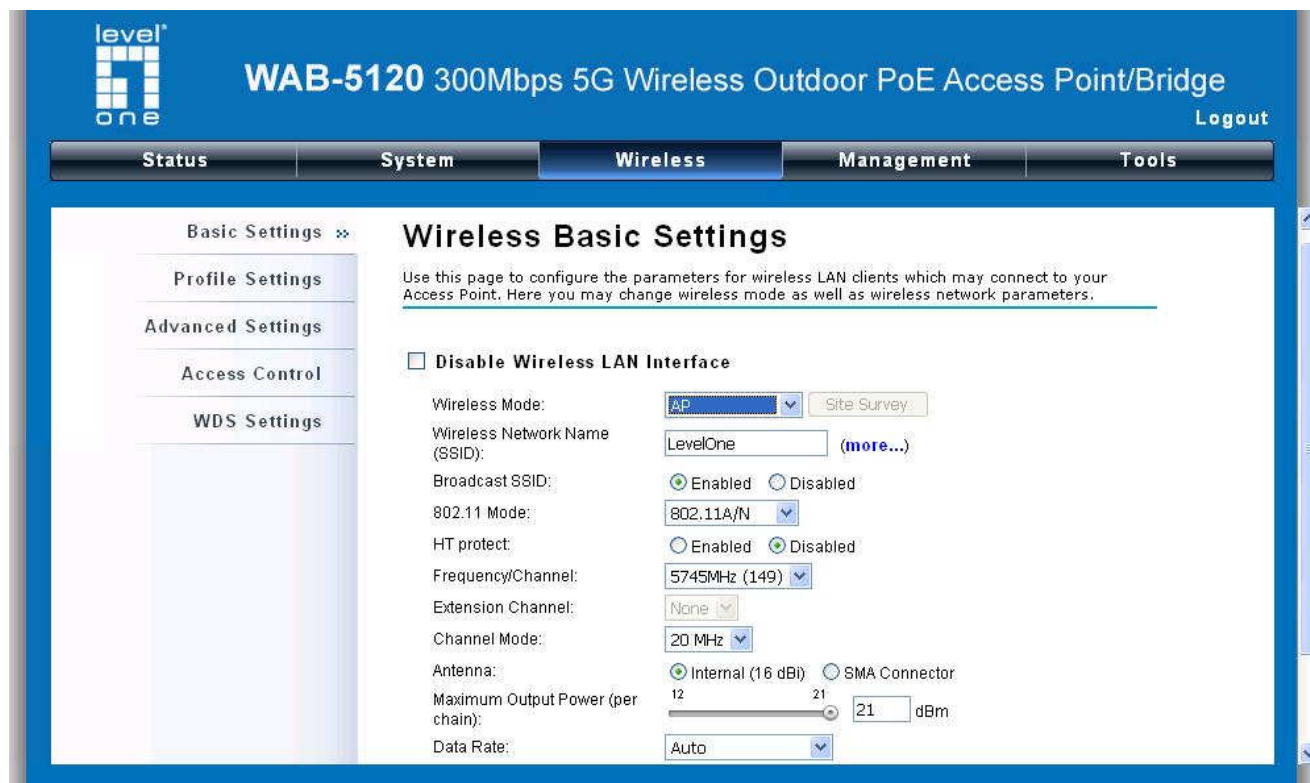 level
one
WAB-5120 300Mbps 5G Wireless Outdoor PoE Access Point/Bridge
Logout
Status System Wireless Management Tools
Basic Settings »
Profile Settings
Advanced Settings
Access Control
WDS Settings
Wireless Basic Settings
Use this page to configure the parameters for wireless LAN clients which may connect to your
Access Point. Here you may change wireless mode as well as wireless network parameters.
Disable Wireless LAN Interface
Wireless Mode: AP Site Survey
Wireless Network Name
(SSID): LevelOne (more...)
Broadcast SSID: Enabled Disabled
802.11 Mode: 802.11A/N
HT protect: Enabled Disabled
Frequency/Channel: 5745MHz (149)
Extension Channel: None
Channel Mode: 20 MHz
Antenna: Internal (16 dBi) SMA Connector
Maximum Output Power (per
chain): 12 21 21 dBm
Data Rate: Auto